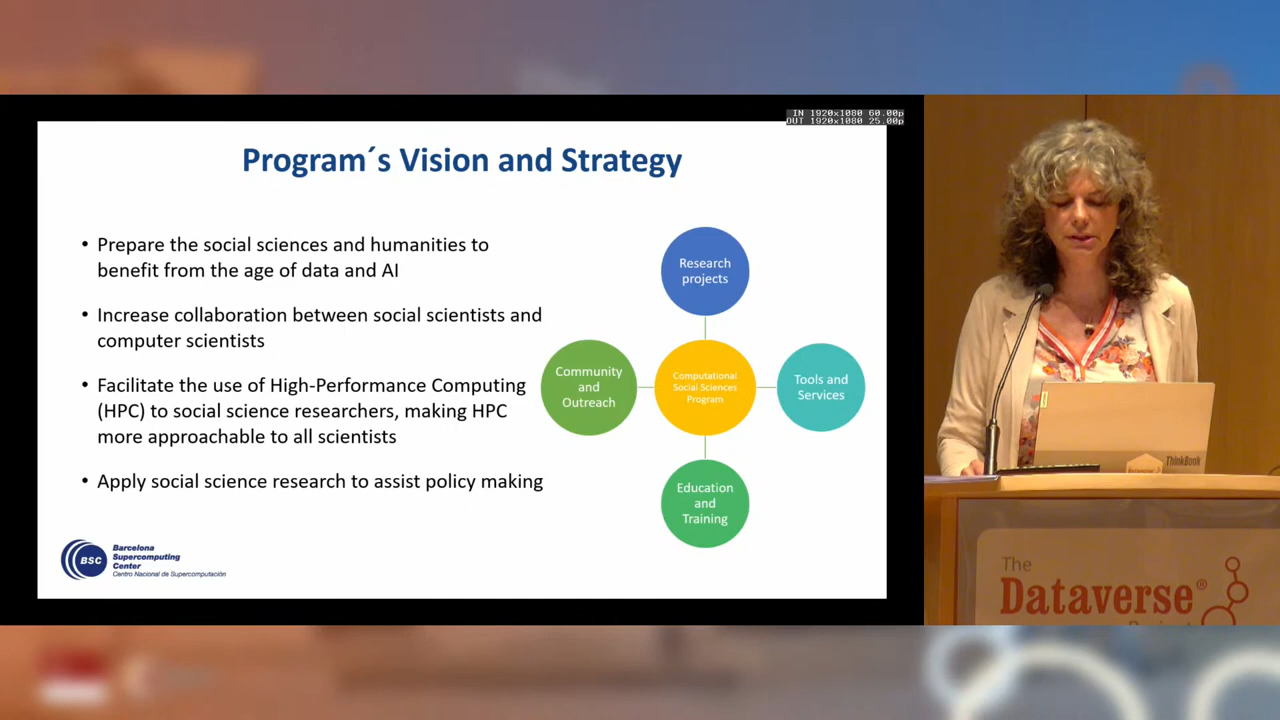 IN 1920x1080 60.00p
OUT 1920x1080 25.00p
Program´s Vision and Strategy
• Prepare the social sciences and humanities to
benefit from the age of data and AI
• Increase collaboration between social scientists and
computer scientists
• Facilitate the use of High-Performance Computing
(HPC) to social science researchers, making HPC
more approachable to all scientists
• Apply social science research to assist policy making
Research
projects
Community
and
Outreach
Computational
Social Sciences
Program
Tools and
Services
Education
and
Training
BSC
Barcelona
Supercomputing
Center
Centro Nacional de Supercomputación
ThinkBook
The
Dataverse®